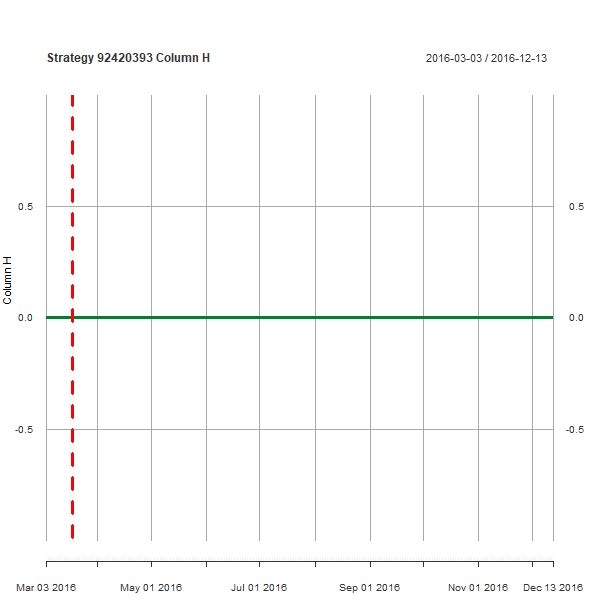 Strategy 92420393 Column H
2016-03-03 / 2016-12-13
0.5
0.5
Column H
0.0
0.0
-0.5
-0.5
Mar 03 2016
May 01 2016
Jul 01 2016
Sep 01 2016
Nov 01 2016
Dec 13 2016